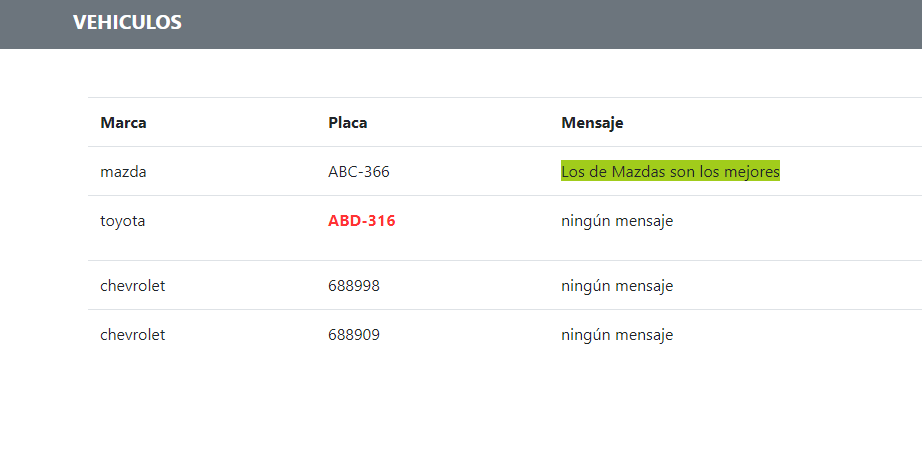 VEHICULOS
Marca Placa Mensaje
mazda ABC-366 Los de Mazdas son los mejores
toyota ABD-316 ningún mensaje
chevrolet 688998 ningún mensaje
chevrolet 688909 ningún mensaje